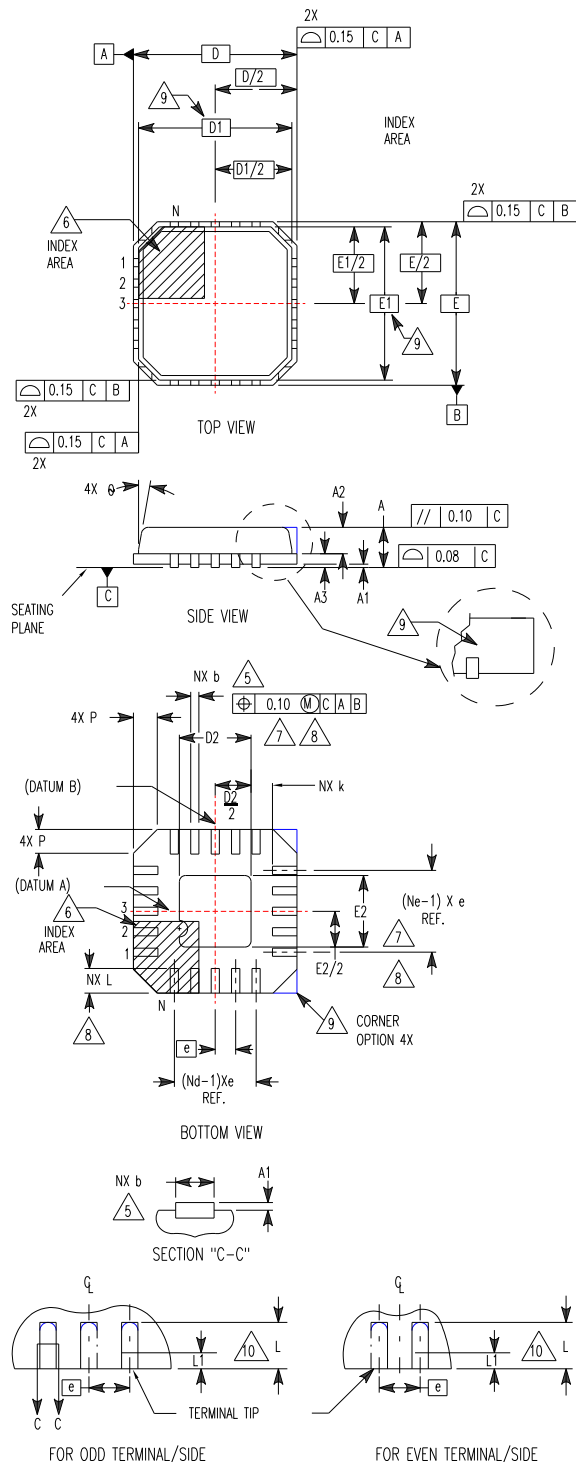 2X
0.15 C A
A
D
D/2
9
D1
INDEX
AREA
D1/2
2X
0.15 C B
6
N
INDEX
AREA
1
2
3
E1/2
E/2
E1
E
9
0.15 C B
2X
B
0.15 C A
2X
TOP VIEW
4X θ
A2
A
// 0.10 C
0.08 C
C
A3
A1
SEATING
PLANE
SIDE VIEW
9
NX b
5
0.10 M C A B
4X P
D2
7
8
(DATUM B)
D2
2
NX k
4X P
(DATUM A)
6
INDEX
AREA
3
2
1
E2
(Ne-1) X e
REF.
7
E2/2
8
NX L
8
N
9
CORNER
OPTION 4X
e
(Nd-1)Xe
REF.
BOTTOM VIEW
NX b
A1
5
SECTION "C-C"
CL
CL
L
10
L1
L
10
L1
e
e
C C
TERMINAL TIP
FOR ODD TERMINAL/SIDE
FOR EVEN TERMINAL/SIDE